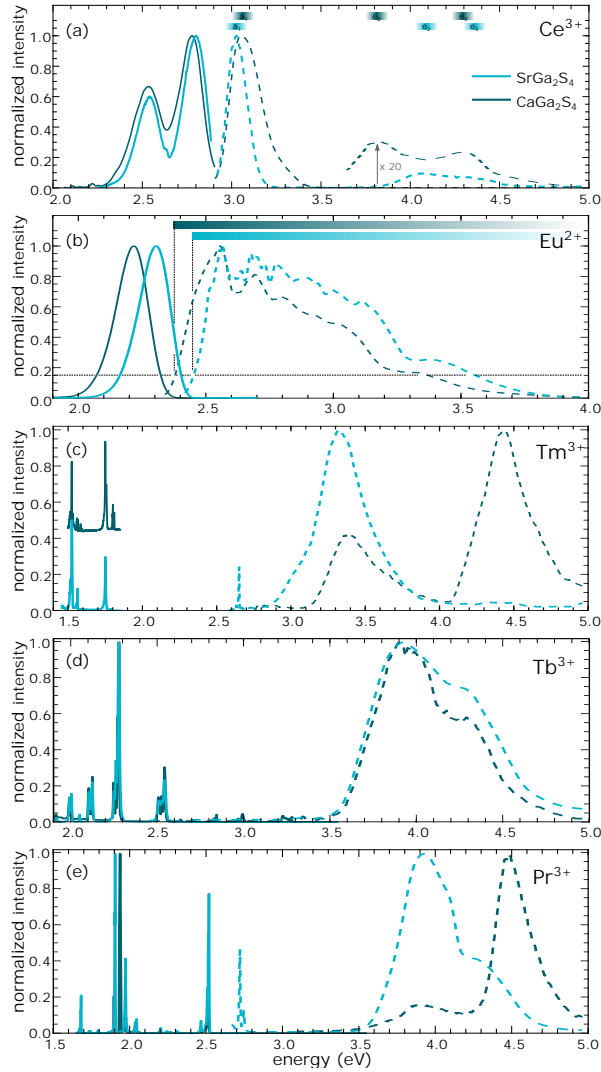 (a)
Ce³⁺
a₁
e₂
e₃
SrGa₂S₄
CaGa₂S₄
x 20
normalized intensity
1.0
0.8
0.6
0.4
0.2
0.0
2.0 2.5 3.0 3.5 4.0 4.5 5.0
(b)
Eu²⁺
normalized intensity
1.0
0.8
0.6
0.4
0.2
0.0
2.0 2.5 3.0 3.5 4.0
(c)
Tm³⁺
normalized intensity
1.0
0.8
0.6
0.4
0.2
0.0
1.5 2.0 2.5 3.0 3.5 4.0 4.5 5.0
(d)
Tb³⁺
normalized intensity
1.0
0.8
0.6
0.4
0.2
0.0
2.0 2.5 3.0 3.5 4.0 4.5 5.0
(e)
Pr³⁺
normalized intensity
1.0
0.8
0.6
0.4
0.2
0.0
1.5 2.0 2.5 3.0 3.5 4.0 4.5 5.0
energy (eV)